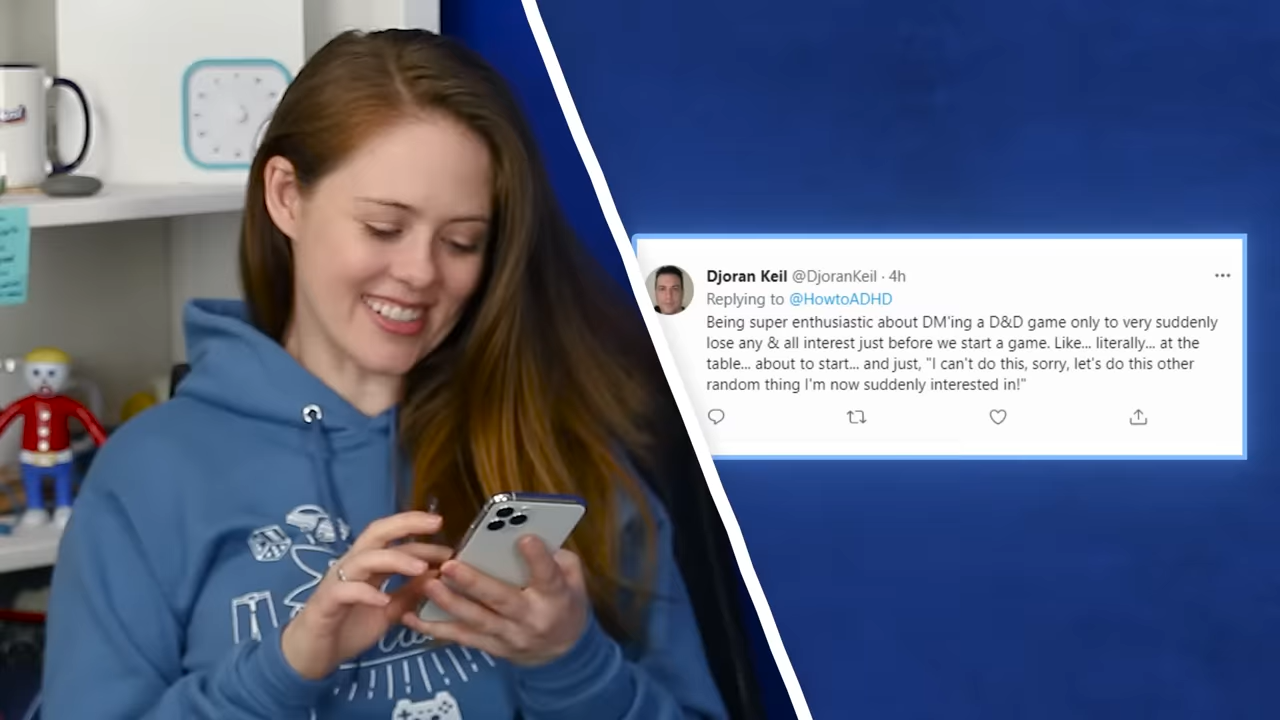 Djoran Keil @DjoranKeil · 4h
Replying to @HowtoADHD
Being super enthusiastic about DM'ing a D&D game only to very suddenly
lose any & all interest just before we start a game. Like... literally... at the
table... about to start... and just, "I can't do this, sorry, let's do this other
random thing I'm now suddenly interested in!"